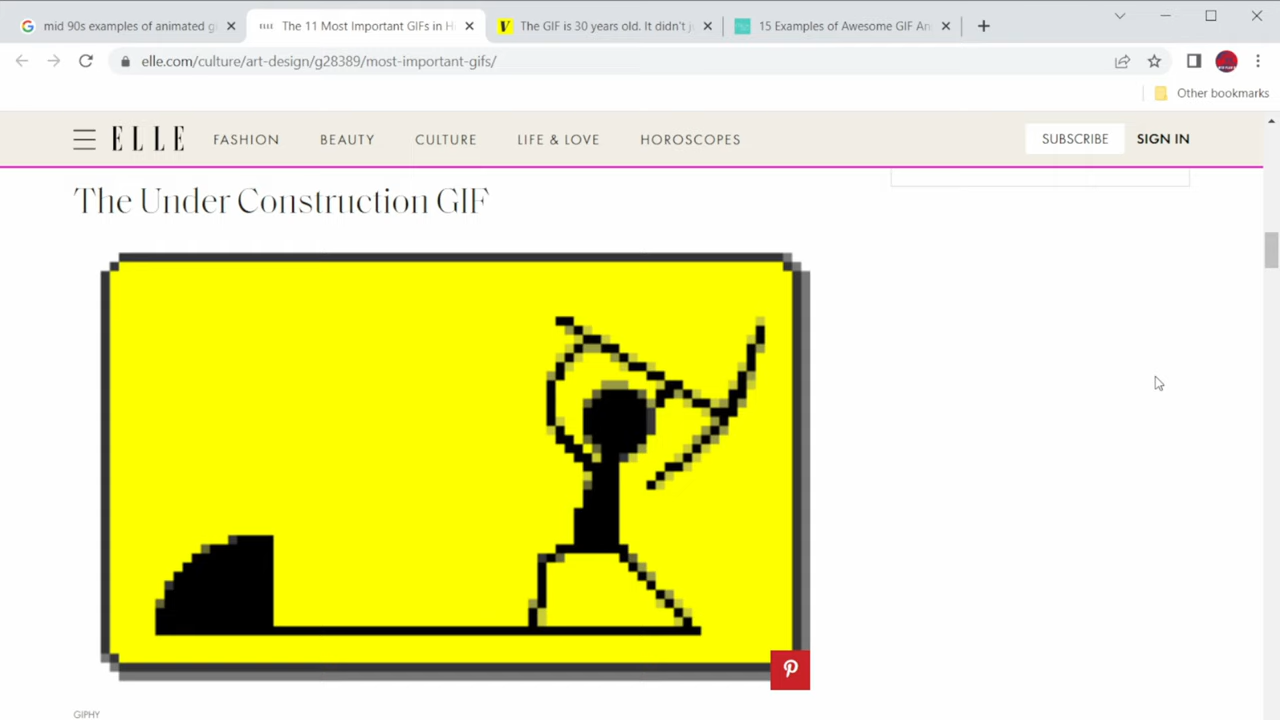 mid 90s examples of animated g
The 11 Most Important GIFs in H
The GIF is 30 years old. It didn't j
15 Examples of Awesome GIF An
elle.com/culture/art-design/g28389/most-important-gifs/
Other bookmarks
ELLE FASHION BEAUTY CULTURE LIFE & LOVE HOROSCOPES SUBSCRIBE SIGN IN
The Under Construction GIF
GIPHY